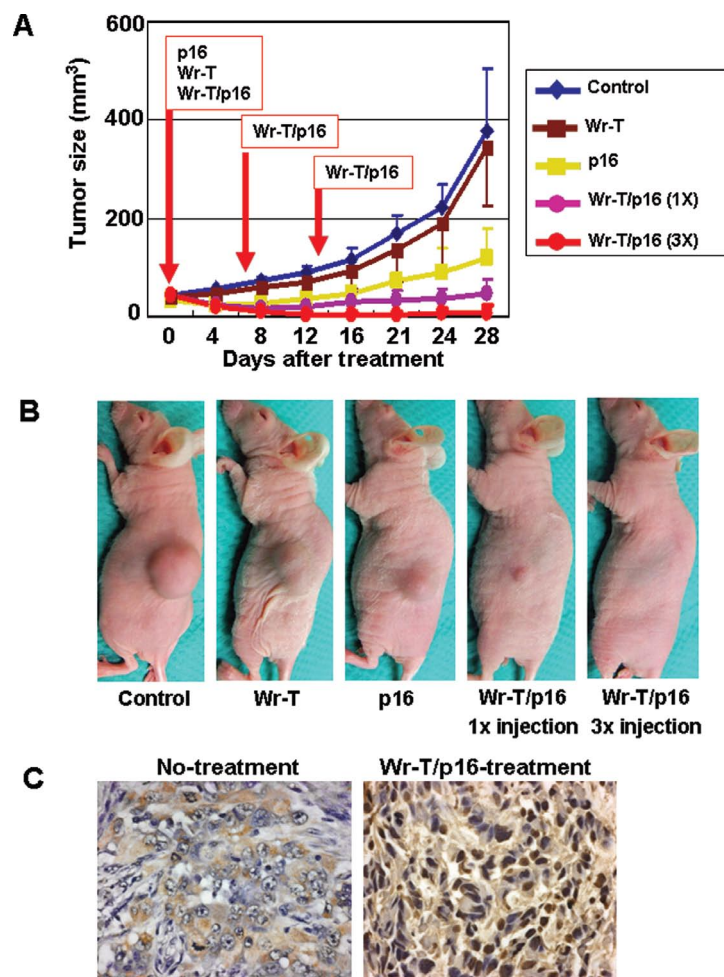 A
600
400
200
0
Tumor size (mm³)
p16
Wr-T
Wr-T/p16
Wr-T/p16
Wr-T/p16
0 4 8 12 16 21 24 28
Days after treatment
Control
Wr-T
p16
Wr-T/p16 (1X)
Wr-T/p16 (3X)
B
Control
Wr-T
p16
Wr-T/p16
1x injection
Wr-T/p16
3x injection
C
No-treatment
Wr-T/p16-treatment